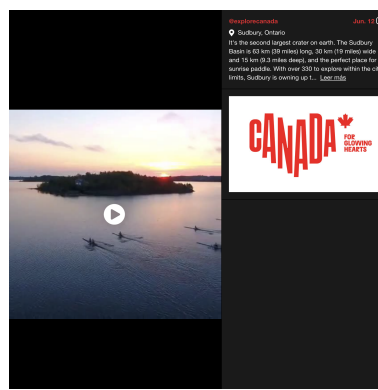 @explorecanada Jun. 12
Sudbury, Ontario
It's the second largest crater on earth. The Sudbury
Basin is 63 km (39 miles) long, 30 km (19 miles) wide
and 15 km (9.3 miles deep), and the perfect place for
sunrise paddle. With over 330 to explore within the cit
limits, Sudbury is owning up t... Leer más
CANADA
FOR
GLOWING
HEARTS